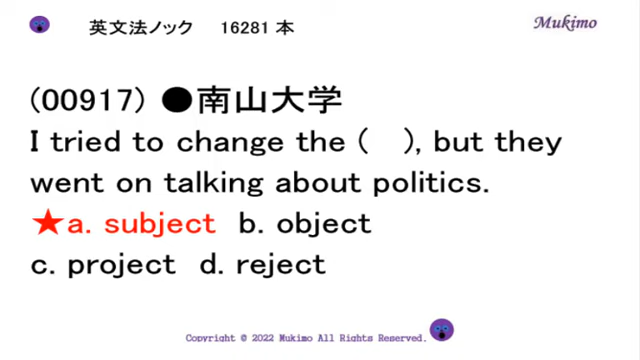 英文法ノック 16281 本
Mukimo
(00917) ●南山大学
I tried to change the (  ), but they
went on talking about politics.
★a. subject b. object
c. project d. reject
Copyright © 2022 Mukimo All Rights Reserved.